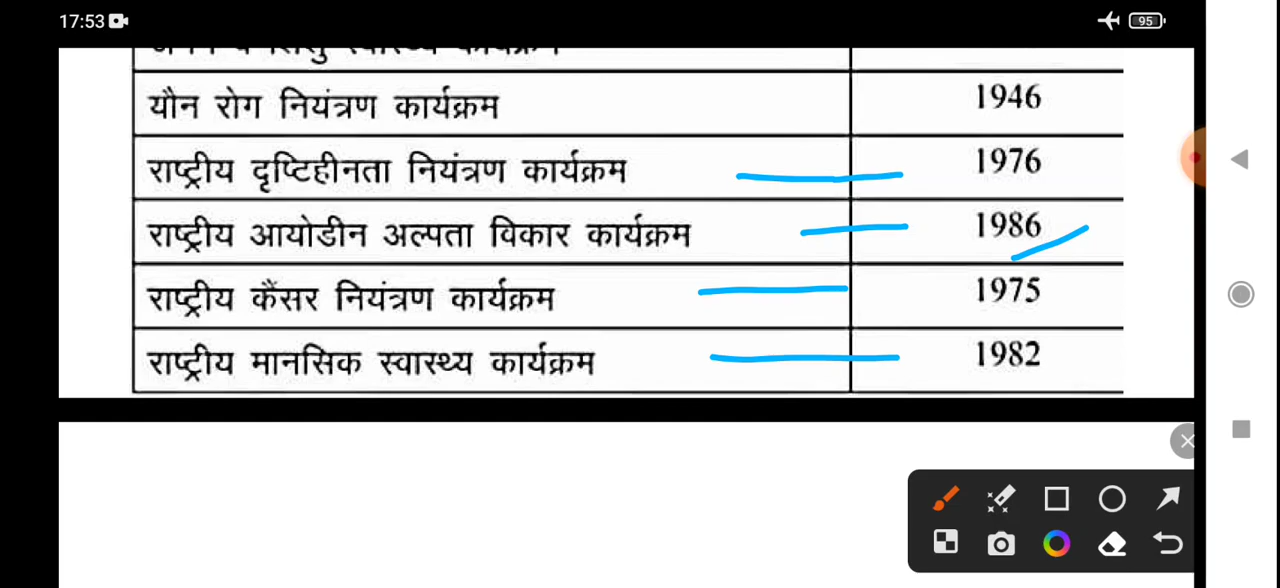 17:53
95
यौन रोग नियंत्रण कार्यक्रम 1946
राष्ट्रीय दृष्टिहीनता नियंत्रण कार्यक्रम 1976
राष्ट्रीय आयोडीन अल्पता विकार कार्यक्रम 1986
राष्ट्रीय कैंसर नियंत्रण कार्यक्रम 1975
राष्ट्रीय मानसिक स्वास्थ्य कार्यक्रम 1982